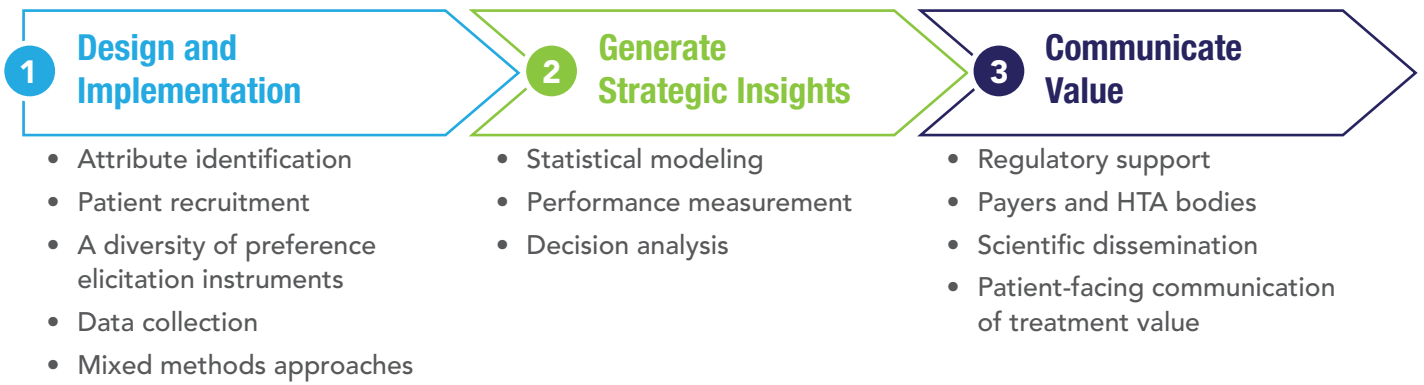 1
Design and
Implementation
• Attribute identification
• Patient recruitment
• A diversity of preference
elicitation instruments
• Data collection
• Mixed methods approaches
2
Generate
Strategic Insights
• Statistical modeling
• Performance measurement
• Decision analysis
3
Communicate
Value
• Regulatory support
• Payers and HTA bodies
• Scientific dissemination
• Patient-facing communication
of treatment value